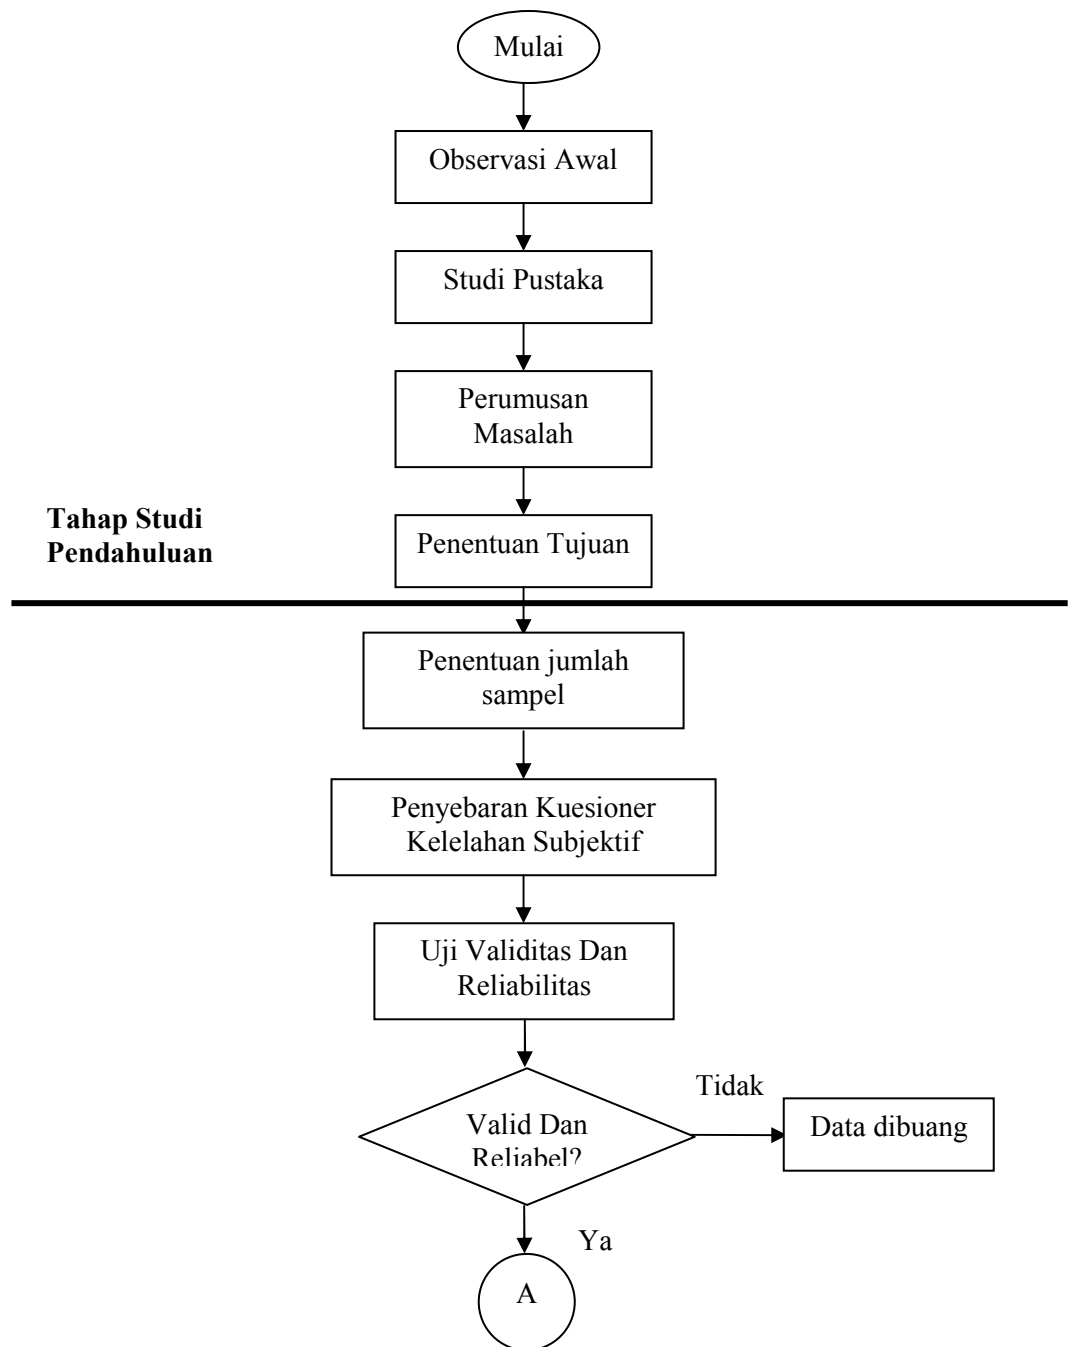 Mulai
Observasi Awal
Studi Pustaka
Perumusan
Masalah
Tahap Studi
Pendahuluan
Penentuan Tujuan
Penentuan jumlah
sampel
Penyebaran Kuesioner
Kelelahan Subjektif
Uji Validitas Dan
Reliabilitas
Tidak
Valid Dan
Reliabel?
Data dibuang
Ya
A